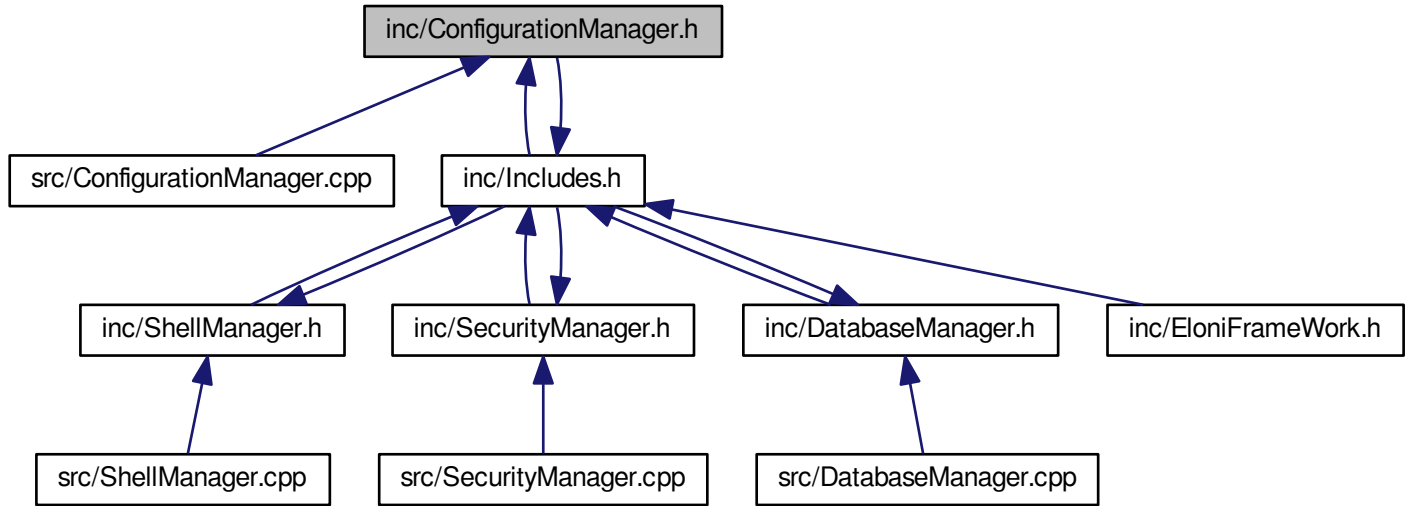 inc/ConfigurationManager.h
src/ConfigurationManager.cpp
inc/Includes.h
inc/ShellManager.h
inc/SecurityManager.h
inc/DatabaseManager.h
inc/EloniFrameWork.h
src/ShellManager.cpp
src/SecurityManager.cpp
src/DatabaseManager.cpp